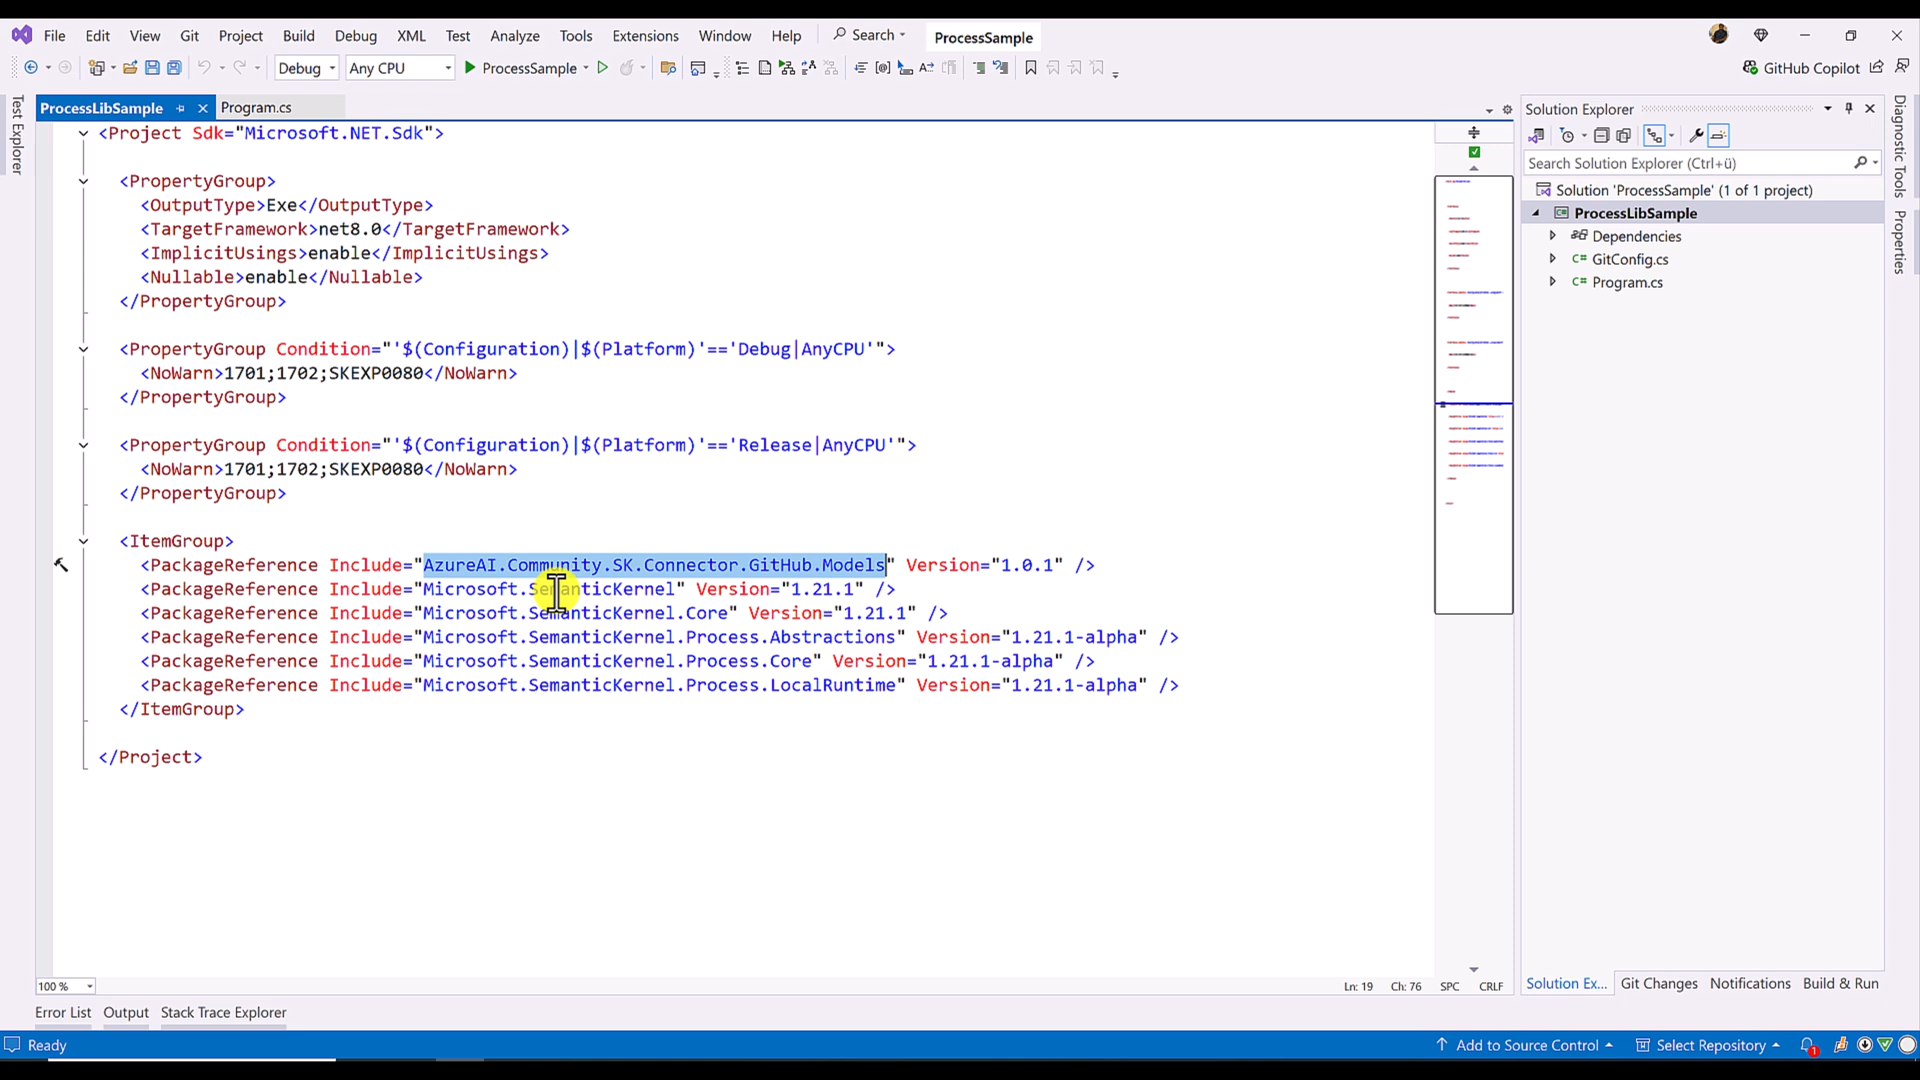 File Edit View Git Project Build Debug XML Test Analyze Tools Extensions Window Help Search ProcessSample
Debug Any CPU ProcessSample GitHub Copilot
ProcessLibSample Program.cs
Test Explorer
<Project Sdk="Microsoft.NET.Sdk">
<PropertyGroup>
<OutputType>Exe</OutputType>
<TargetFramework>net8.0</TargetFramework>
<ImplicitUsings>enable</ImplicitUsings>
<Nullable>enable</Nullable>
</PropertyGroup>
<PropertyGroup Condition="'$(Configuration)|$(Platform)'=='Debug|AnyCPU'">
<NoWarn>1701;1702;SKEXP0080</NoWarn>
</PropertyGroup>
<PropertyGroup Condition="'$(Configuration)|$(Platform)'=='Release|AnyCPU'">
<NoWarn>1701;1702;SKEXP0080</NoWarn>
</PropertyGroup>
<ItemGroup>
<PackageReference Include="AzureAI.Community.SK.Connector.GitHub.Models" Version="1.0.1" />
<PackageReference Include="Microsoft.SemanticKernel" Version="1.21.1" />
<PackageReference Include="Microsoft.SemanticKernel.Core" Version="1.21.1" />
<PackageReference Include="Microsoft.SemanticKernel.Process.Abstractions" Version="1.21.1-alpha" />
<PackageReference Include="Microsoft.SemanticKernel.Process.Core" Version="1.21.1-alpha" />
<PackageReference Include="Microsoft.SemanticKernel.Process.LocalRuntime" Version="1.21.1-alpha" />
</ItemGroup>
</Project>
Solution Explorer
Search Solution Explorer (Ctrl+ü)
Solution 'ProcessSample' (1 of 1 project)
ProcessLibSample
Dependencies
C# GitConfig.cs
C# Program.cs
Diagnostic Tools
Properties
100 % Ln: 19 Ch: 76 SPC CRLF
Solution Ex... Git Changes Notifications Build & Run
Error List Output Stack Trace Explorer
Ready Add to Source Control Select Repository 1